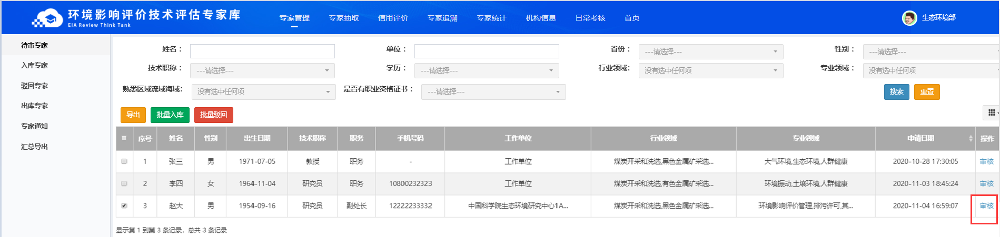 环境影响评价技术评估专家库
EIA Review Think Tank
专家管理 专家抽取 信用评价 专家追溯 专家统计 机构信息 日常考核 首页 生态环境部
待审专家
入库专家
驳回专家
出库专家
专家通知
汇总导出
姓名： 单位： 省份： ---请选择--- 性别： ---请选择---
技术职称： ---请选择--- 学历： ---请选择--- 行业领域： 没有选中任何项 专业领域： 没有选中任何项
熟悉区域流域海域： 没有选中任何项 是否有职业资格证书： ---请选择--- 搜索 重置
导出 批量入库 批量驳回
序号 姓名 性别 出生日期 技术职称 职务 手机号码 工作单位 行业领域 专业领域 申请日期 操作
1 张三 男 1971-07-05 教授 职务 - 工作单位 煤炭开采和洗选,黑色金属矿采选... 大气环境,生态环境,人群健康 2020-10-28 17:30:05 审核
2 李四 女 1964-11-04 研究员 职务 10800232323 工作单位 煤炭开采和洗选,有色金属矿采选... 环境振动,土壤环境,人群健康 2020-11-03 18:45:24 审核
3 赵大 男 1954-09-16 研究员 副处长 12222233332 中国科学院生态环境研究中心1A... 煤炭开采和洗选,黑色金属矿采选... 环境影响评价管理,排污许可,其... 2020-11-04 16:59:07 审核
显示第 1 到第 3 条记录，总共 3 条记录